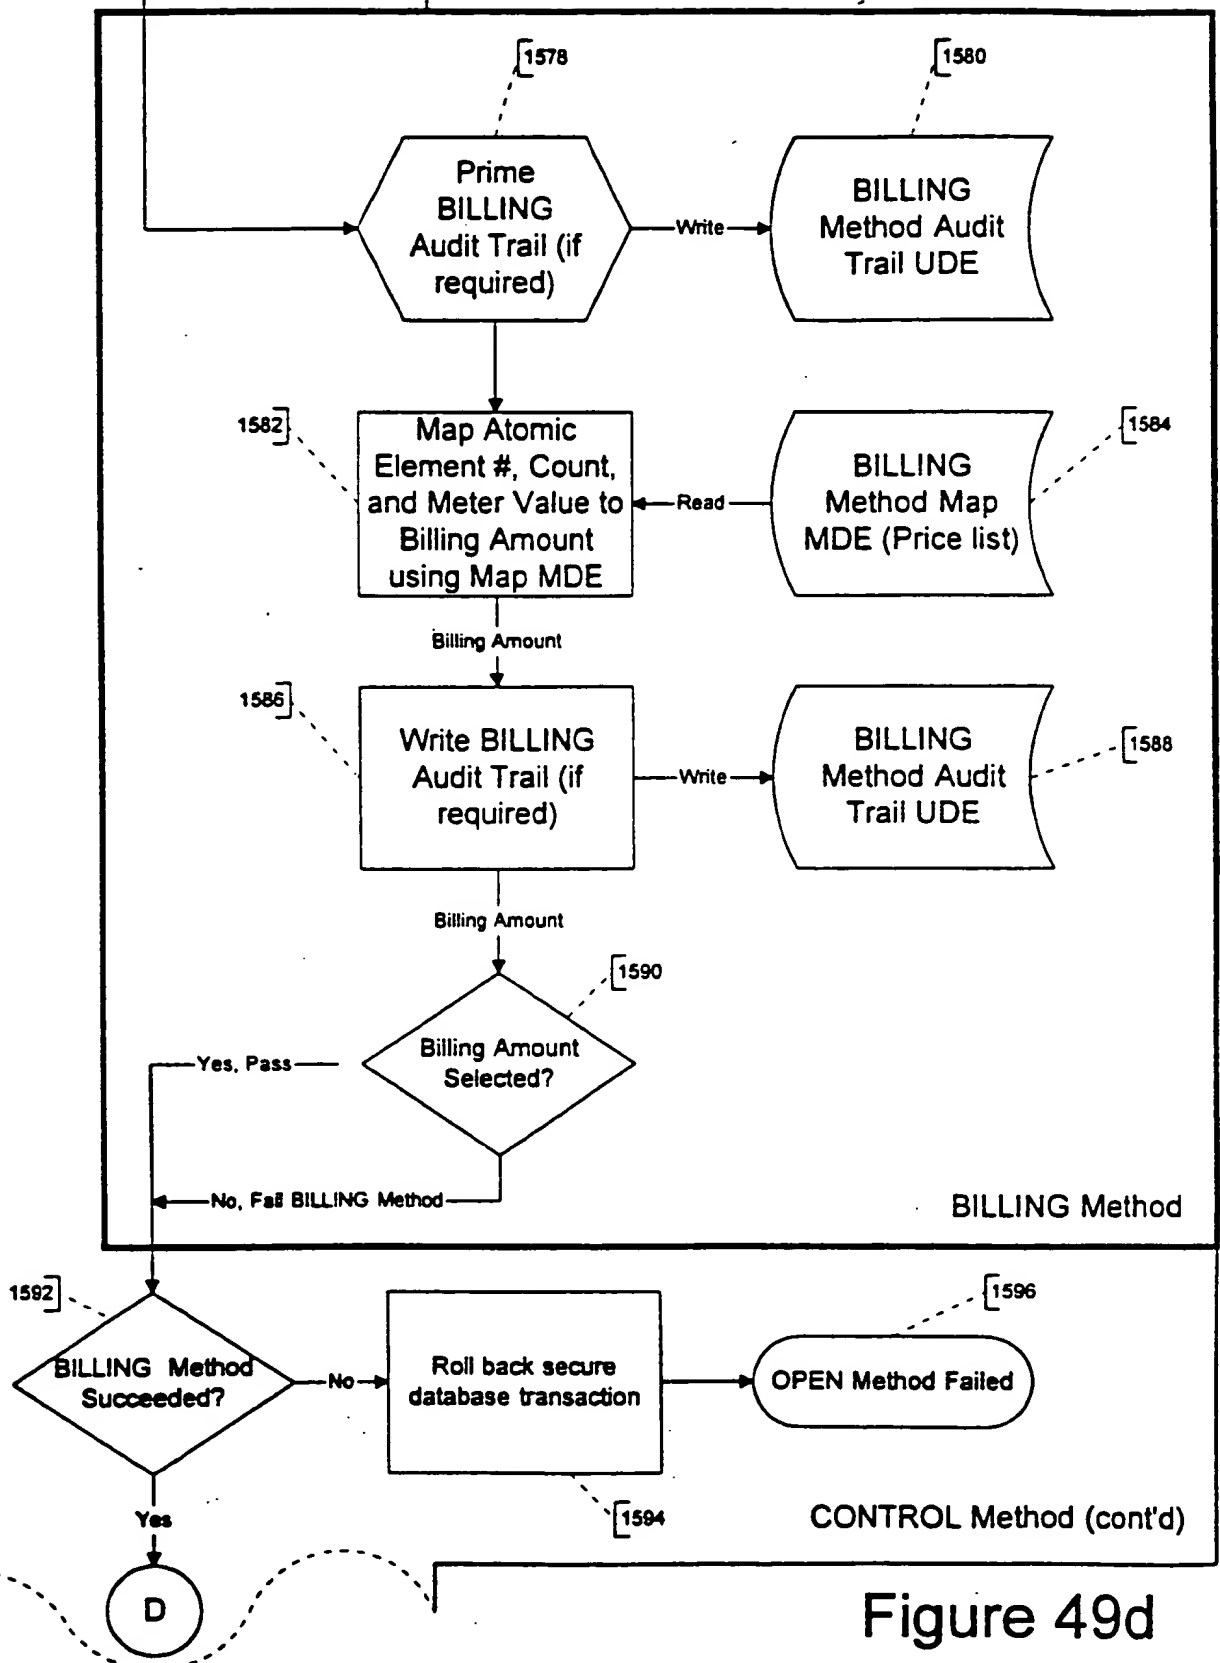 1578
1580
Prime
BILLING
Audit Trail (if
required)
Write
BILLING
Method Audit
Trail UDE
1582
Map Atomic
Element #, Count,
and Meter Value to
Billing Amount
using Map MDE
Read
BILLING
Method Map
MDE (Price list)
1584
Billing Amount
1586
Write BILLING
Audit Trail (if
required)
Write
BILLING
Method Audit
Trail UDE
1588
Billing Amount
1590
Billing Amount
Selected?
Yes, Pass
No, Fail BILLING Method
BILLING Method
1592
BILLING Method
Succeeded?
No
Roll back secure
database transaction
1596
OPEN Method Failed
1594
Yes
CONTROL Method (cont'd)
D
Figure 49d